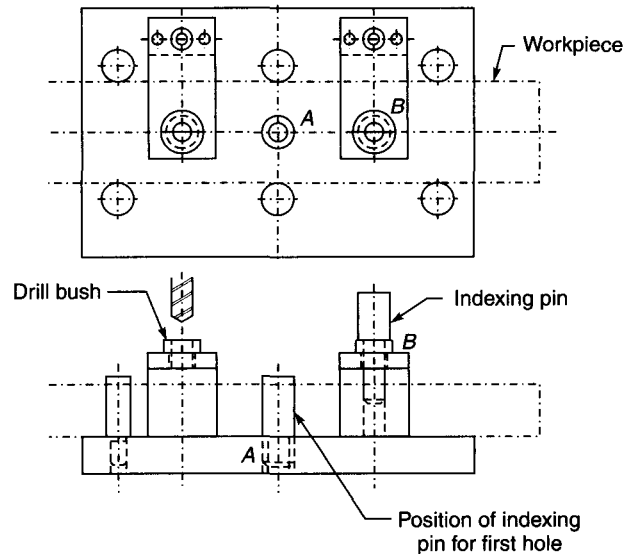 Workpiece
A
B
Drill bush
Indexing pin
B
A
Position of indexing
pin for first hole